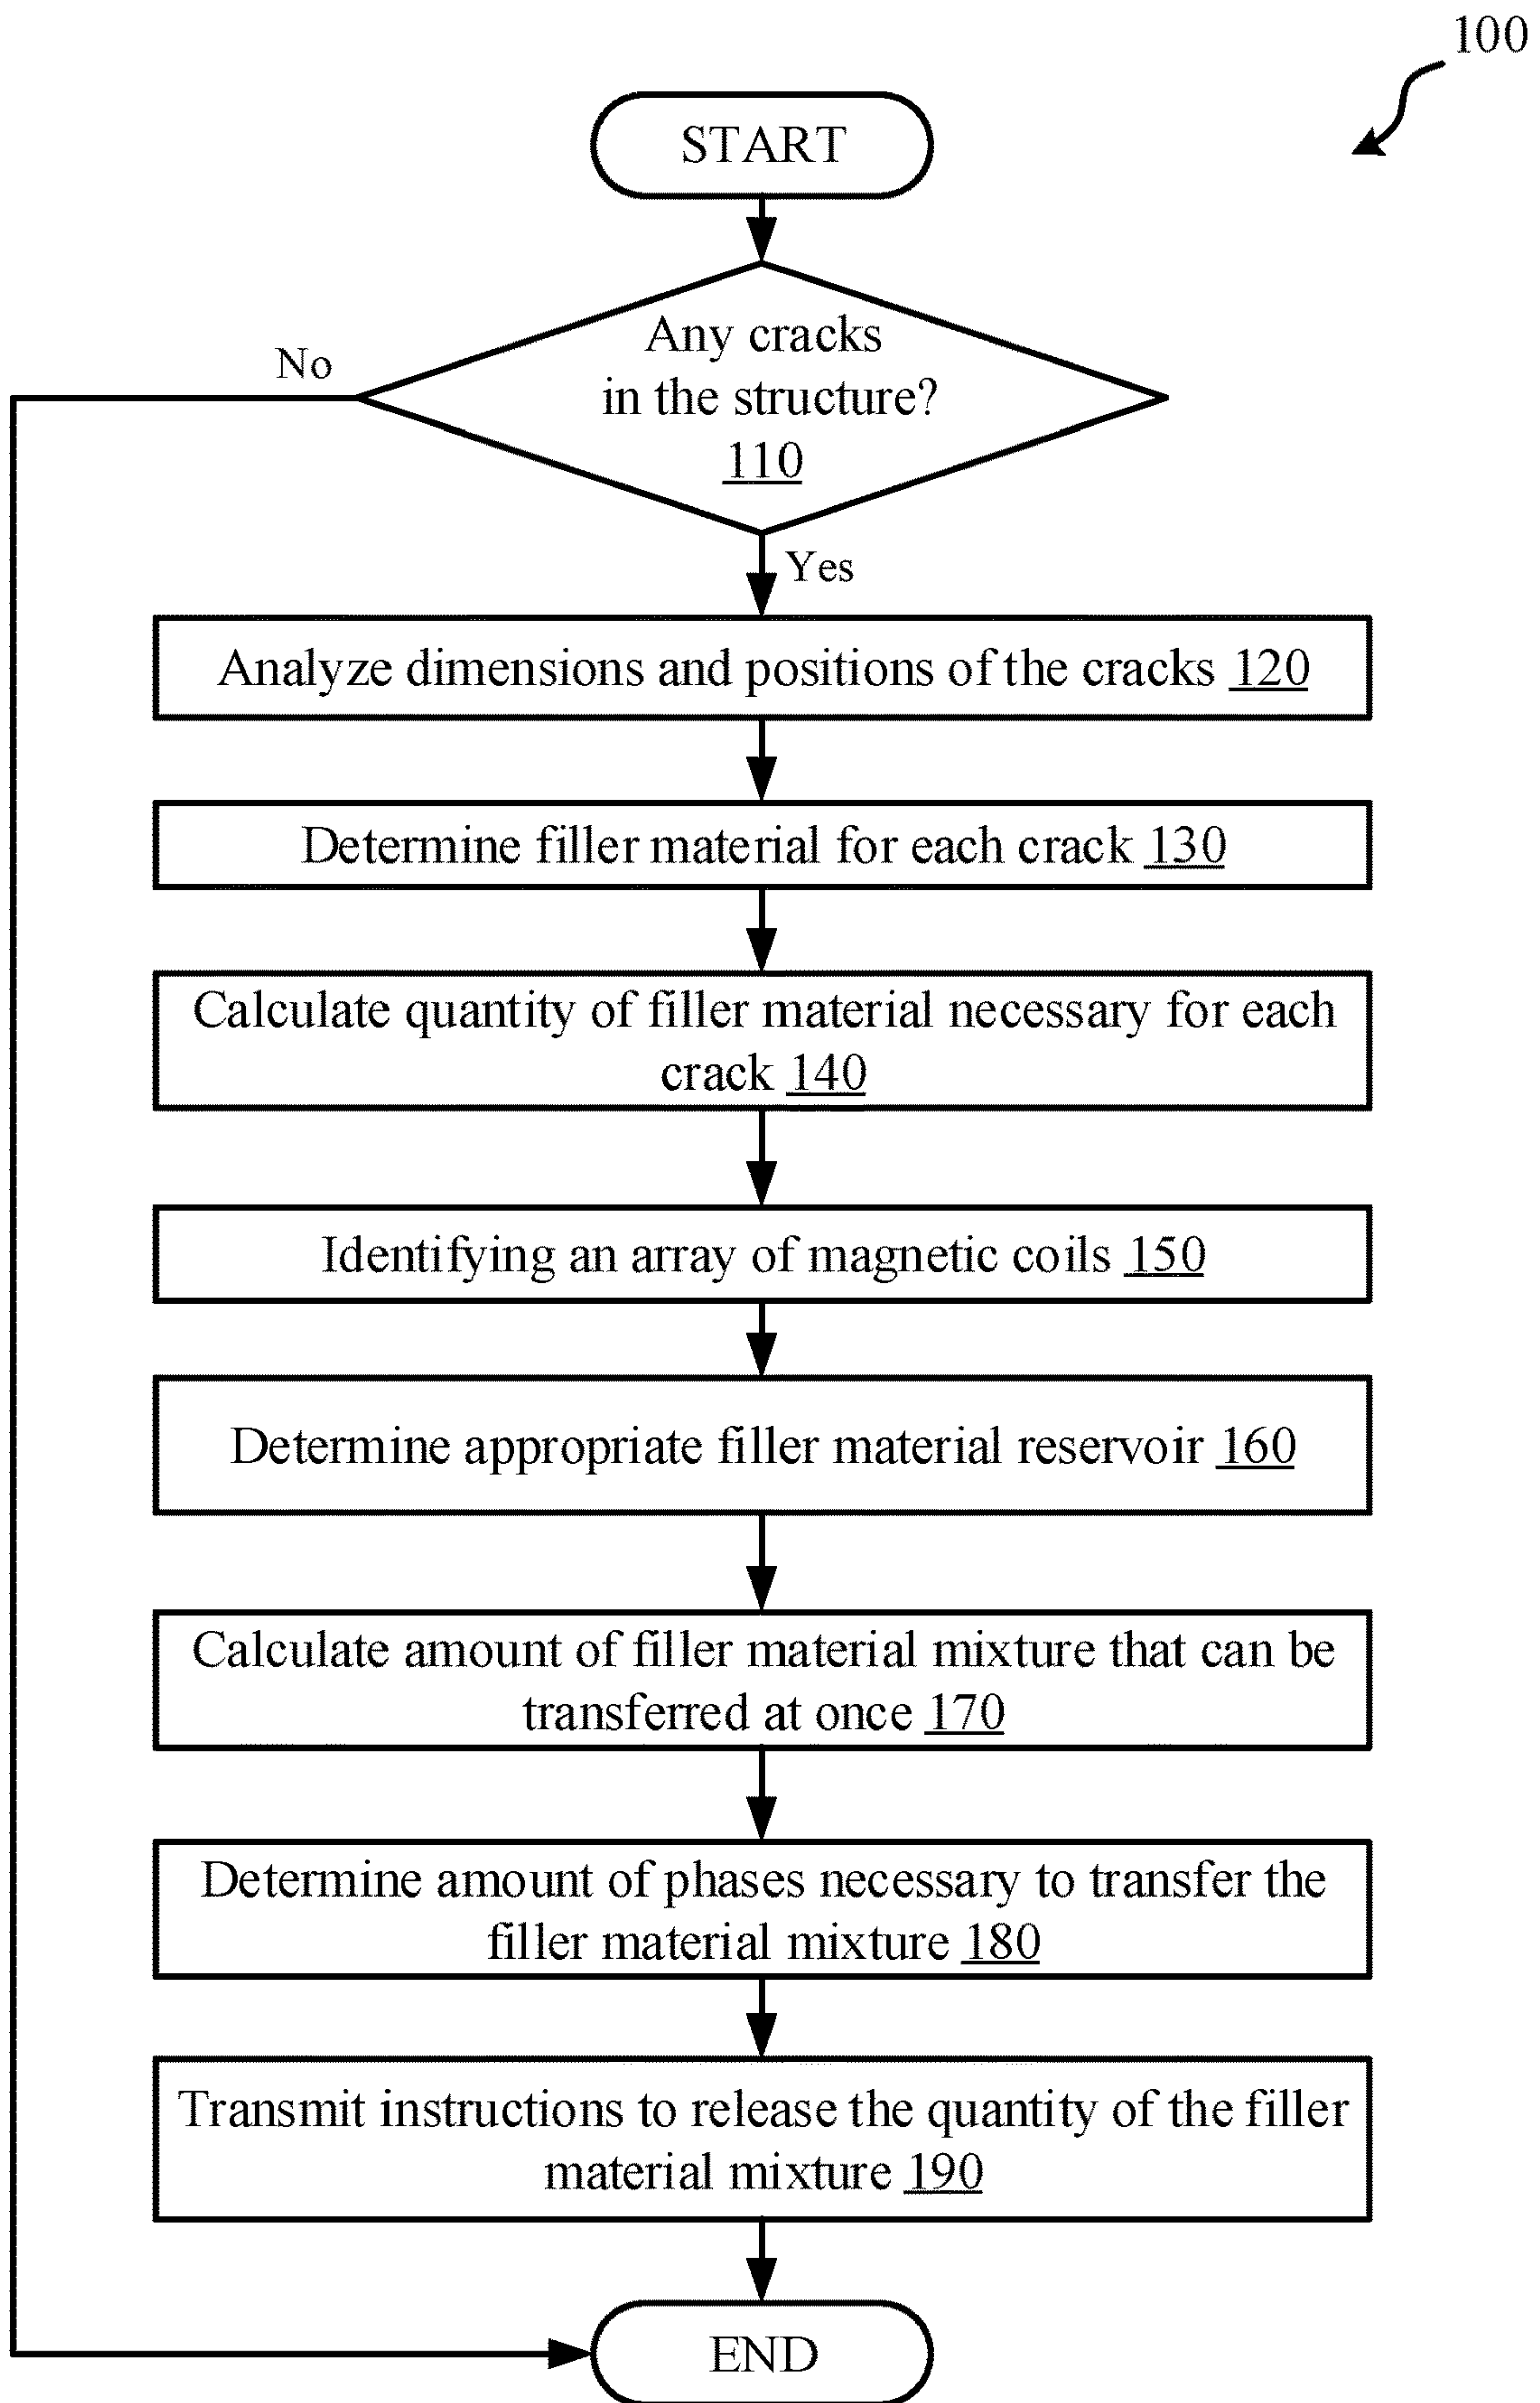 100
START
Any cracks
in the structure?
110
No
Yes
Analyze dimensions and positions of the cracks 120
Determine filler material for each crack 130
Calculate quantity of filler material necessary for each
crack 140
Identifying an array of magnetic coils 150
Determine appropriate filler material reservoir 160
Calculate amount of filler material mixture that can be
transferred at once 170
Determine amount of phases necessary to transfer the
filler material mixture 180
Transmit instructions to release the quantity of the filler
material mixture 190
END